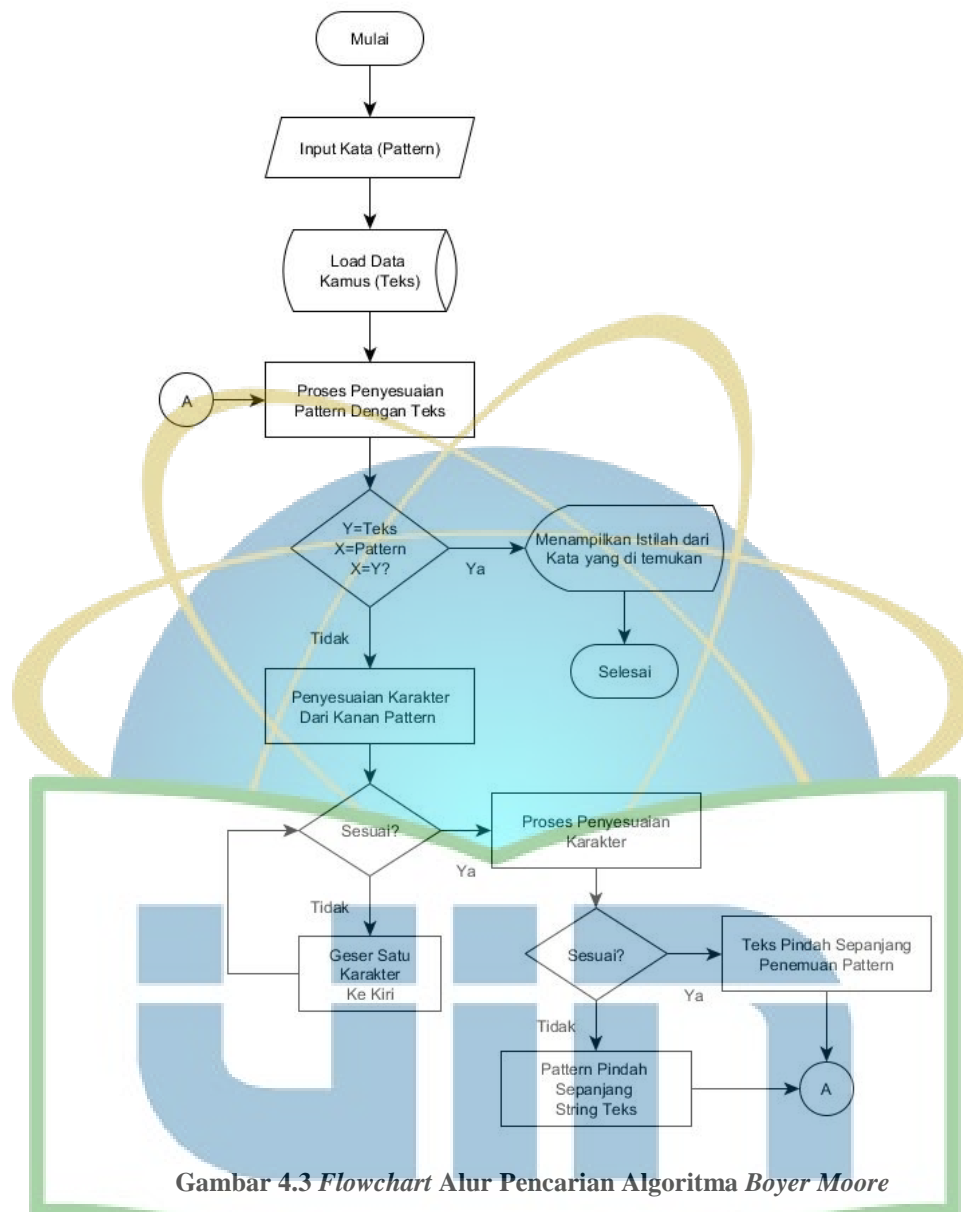 Mulai
Input Kata (Pattern)
Load Data
Kamus (Teks)
A
Proses Penyesuaian
Pattern Dengan Teks
Y=Teks
X=Pattern
X=Y?
Ya
Menampilkan Istilah dari
Kata yang di temukan
Selesai
Tidak
Penyesuaian Karakter
Dari Kanan Pattern
Sesuai?
Ya
Proses Penyesuaian
Karakter
Tidak
Geser Satu
Karakter
Ke Kiri
Sesuai?
Ya
Teks Pindah Sepanjang
Penemuan Pattern
Tidak
Pattern Pindah
Sepanjang
String Teks
A
uin
Gambar 4.3 Flowchart Alur Pencarian Algoritma Boyer Moore